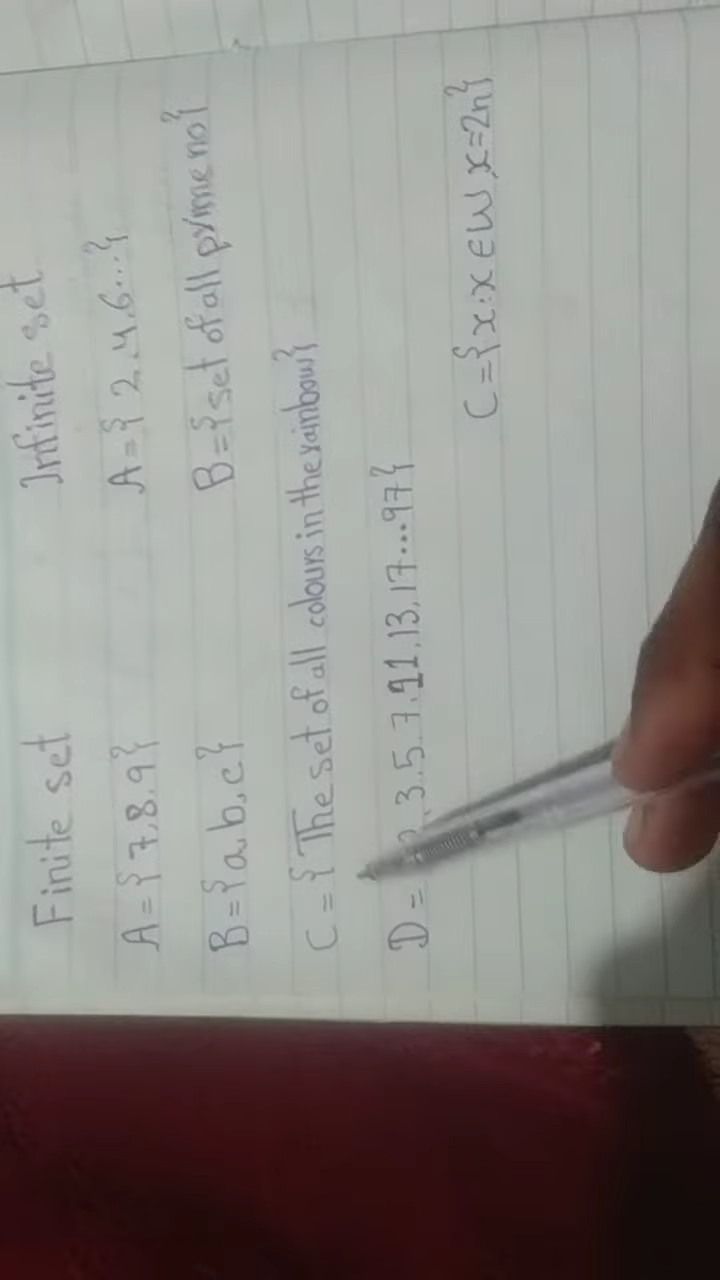 Finite set Infinite set
A={7,8,9} A={2,4,6...}
B={a,b,c} B={set of all prime no}
C={The set of all colours in the rainbow}
D= 3,5,7,11,13,17...97}
C={x:x∈W,x=2n}